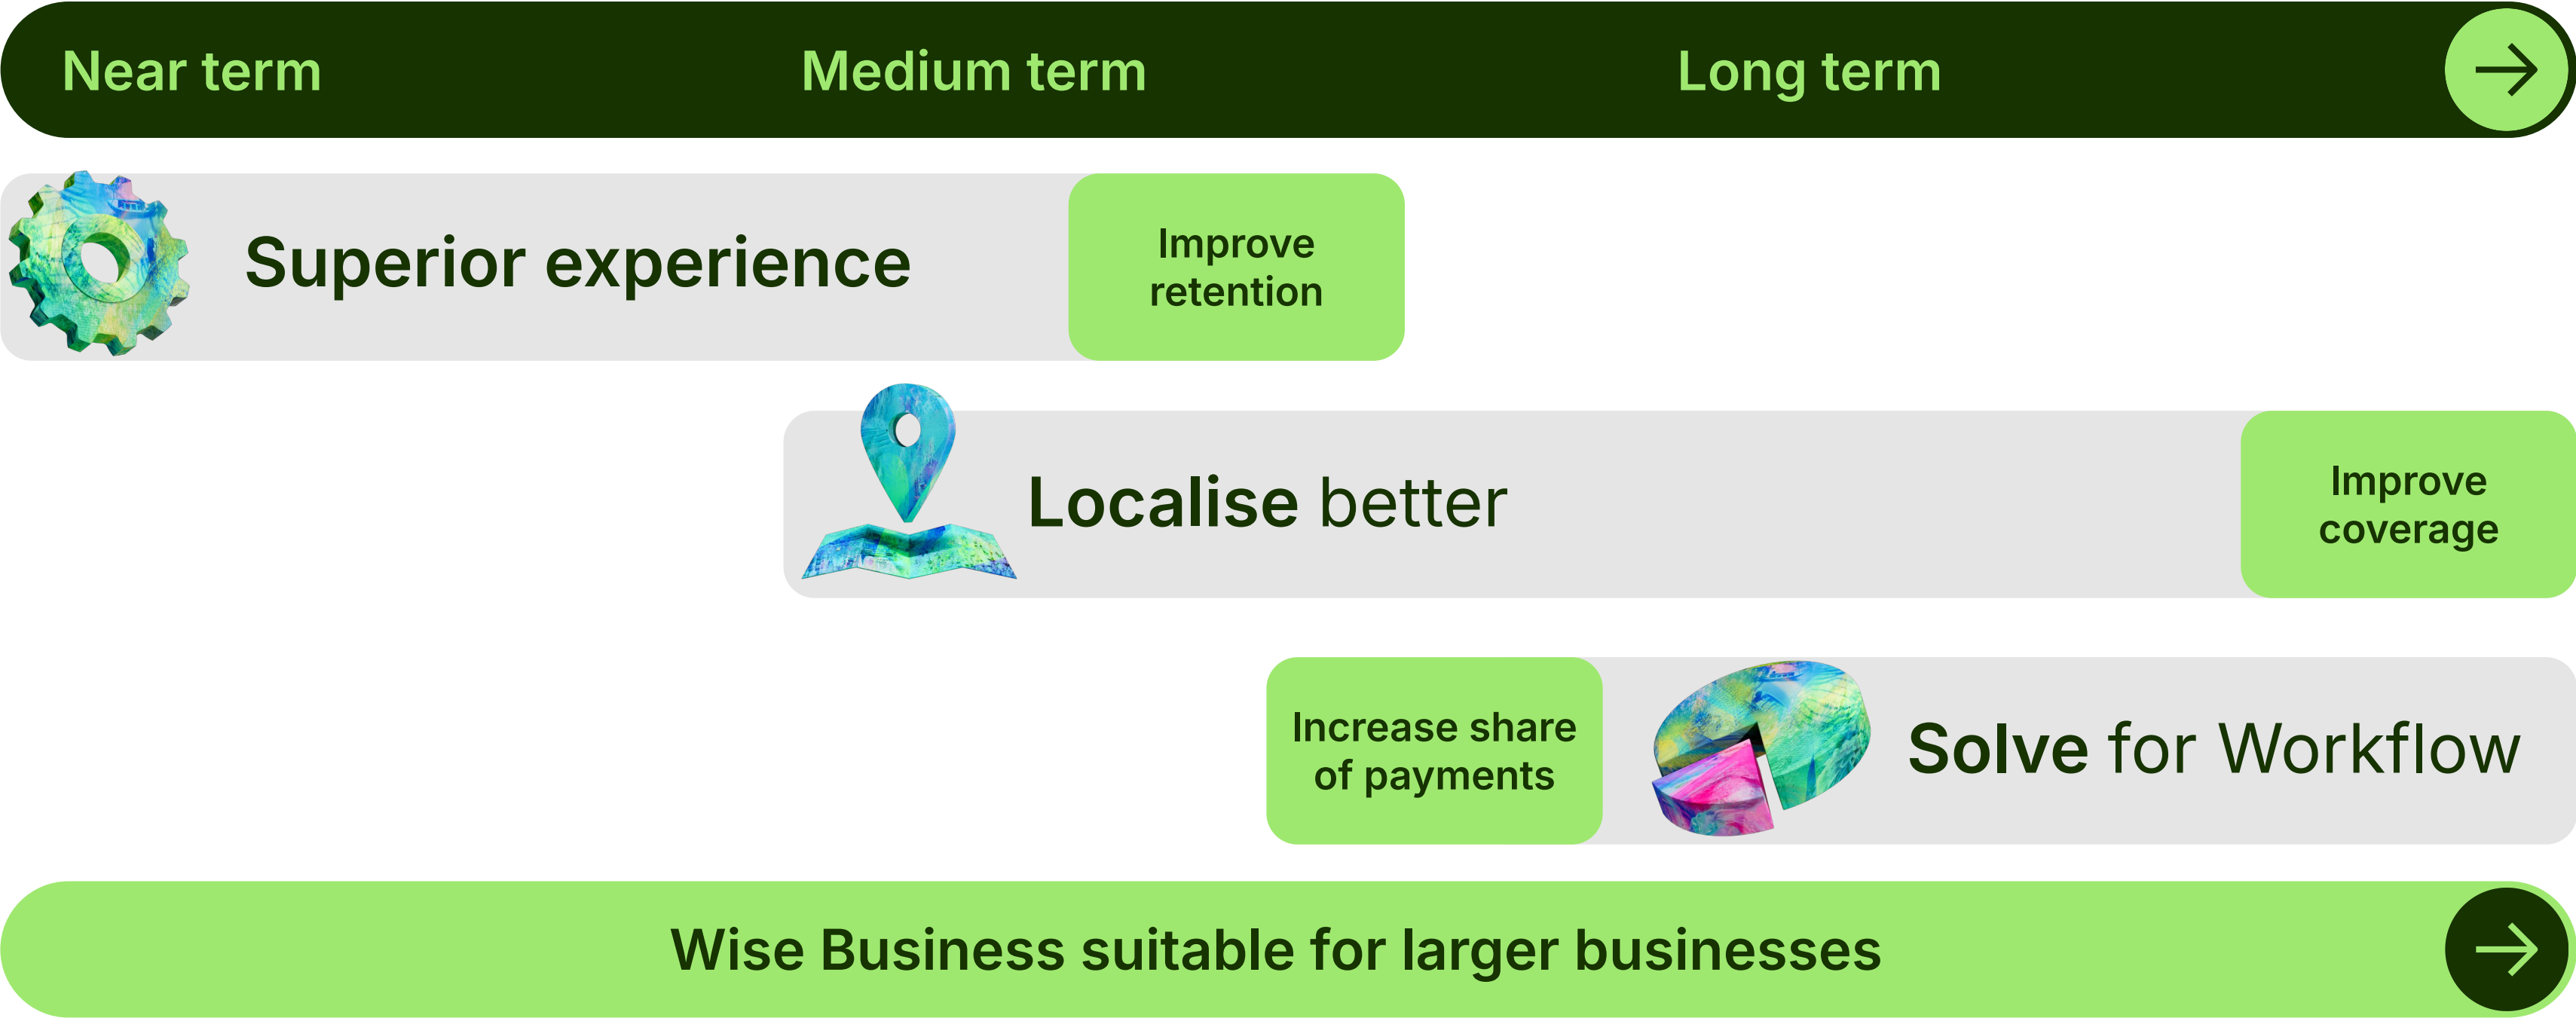 Near term
Medium term
Long term
Superior experience
Improve
retention
Localise better
Improve
coverage
Increase share
of payments
Solve for Workflow
Wise Business suitable for larger businesses